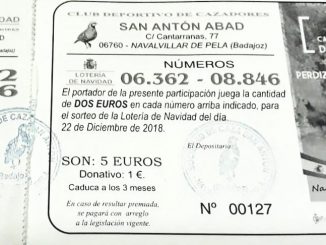 DAD
DORES
CLUB DEPORTIVO DE CAZADORES
SAN ANTÓN ABAD
C/ Cantarranas, 77
06760 - NAVALVILLAR DE PELA (Badajoz)
LOTERÍA
DE NAVIDAD
NÚMEROS
06.362 - 08.846
El portador de la presente participación juega la cantidad
de DOS EUROS en cada número arriba indicado, para
el sorteo de la Lotería de Navidad del día
22 de Diciembre de 2018.
SON: 5 EUROS
Donativo: 1 €.
Caduca a los 3 meses
El Depositario:
En caso de resultar premiada,
se pagará con arreglo
a la legislación vigente.
Nº 00127
PERDIZ
Na